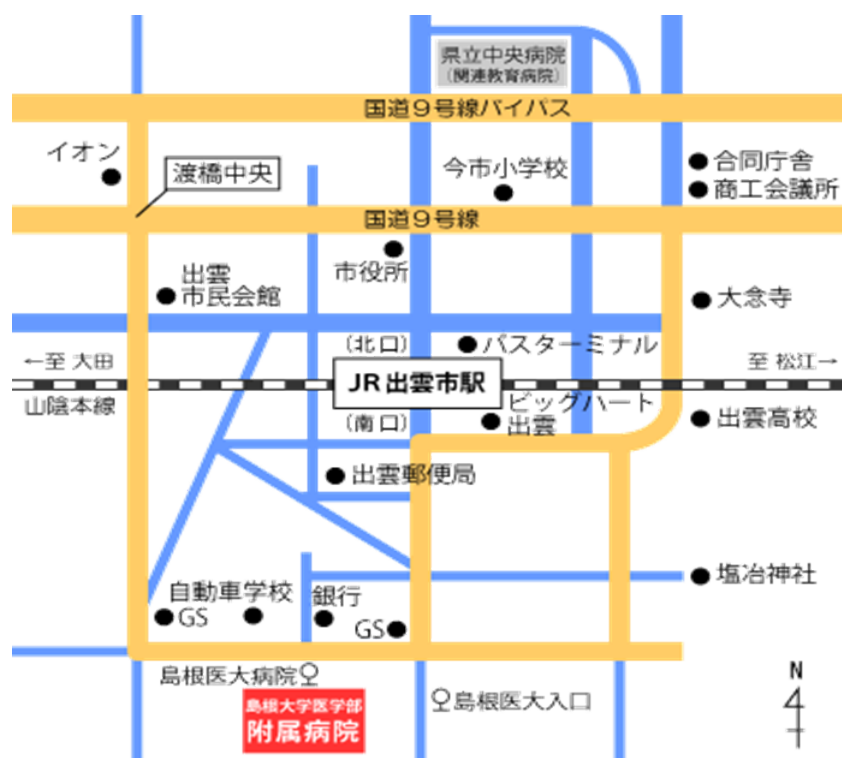 県立中央病院
（関連教育病院）
国道９号線バイパス
イオン
渡橋中央
今市小学校
合同庁舎
商工会議所
国道９号線
市役所
出雲
市民会館
大念寺
（北口）
バスターミナル
←至 大田
至 松江→
JR出雲市駅
山陰本線
（南口）
ビッグハート
出雲
出雲高校
出雲郵便局
塩冶神社
自動車学校
銀行
GS
GS
島根医大病院
島根大学医学部
附属病院
島根医大入口
N